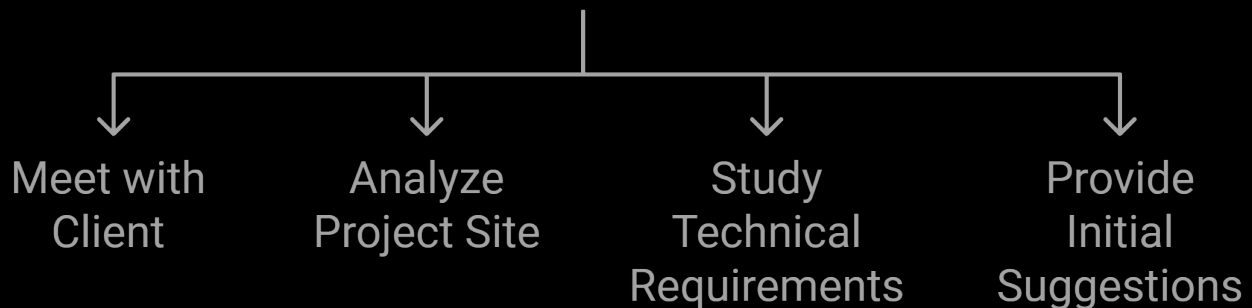 Meet with
Client
Analyze
Project Site
Study
Technical
Requirements
Provide
Initial
Suggestions